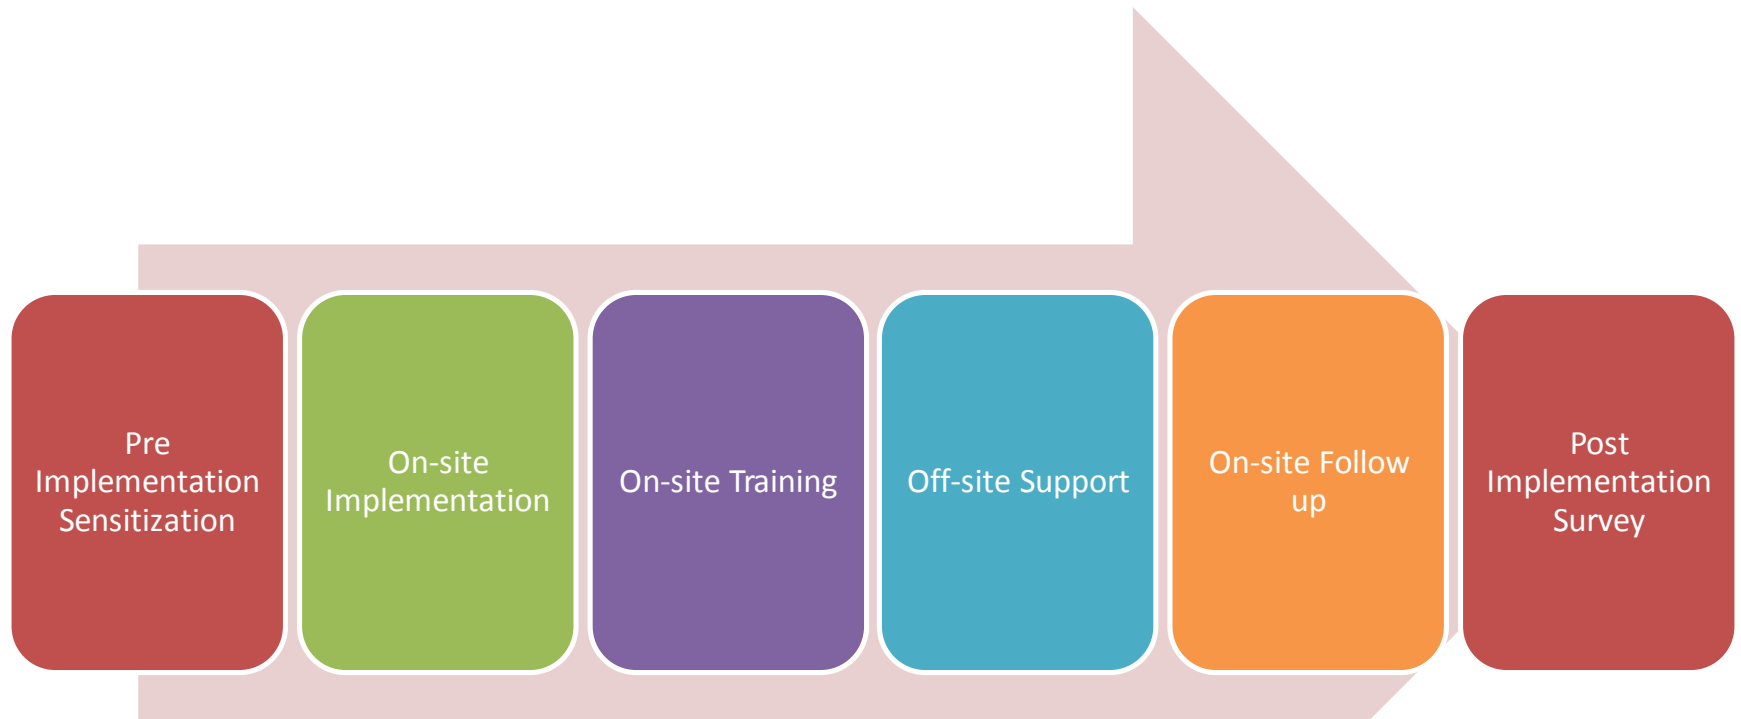 Pre
Implementation
Sensitization
On-site
Implementation
On-site Training
Off-site Support
On-site Follow
up
Post
Implementation
Survey